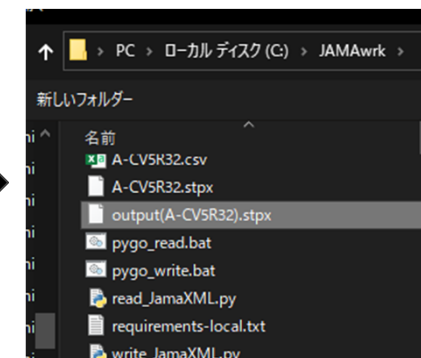 PC > ローカル ディスク (C:) > JAMAwrk >
新しいフォルダー
名前
A-CV5R32.csv
A-CV5R32.stpx
output(A-CV5R32).stpx
pygo_read.bat
pygo_write.bat
read_JamaXML.py
requirements-local.txt
write_JamaXML.py